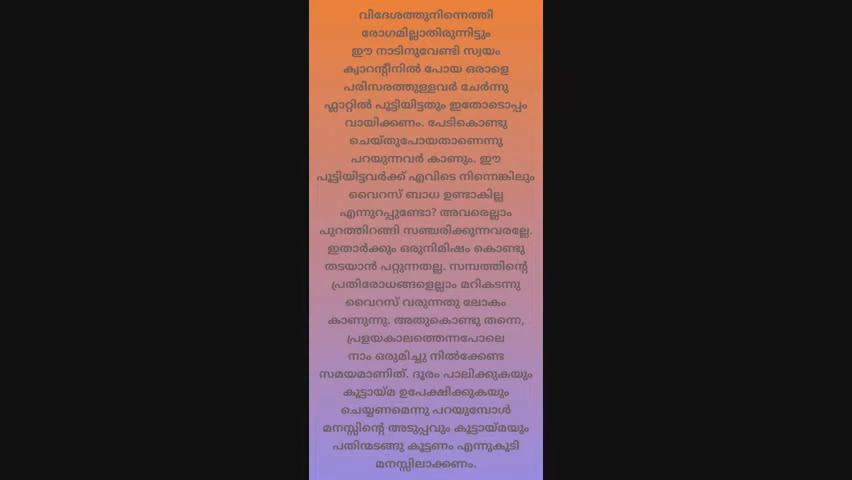 വിദേശത്തുനിന്നെത്തി
രോഗമില്ലാതിരുന്നിട്ടും
ഈ നാടിനുവേണ്ടി സ്വയം
ക്വാറന്റീനിൽ പോയ ഒരാളെ
പരിസരത്തുള്ളവർ ചേർന്നു
ഫ്ലാറ്റിൽ പൂട്ടിയിട്ടതും ഇതോടൊപ്പം
വായിക്കണം. പേടികൊണ്ടു
ചെയ്തുപോയതാണെന്നു
പറയുന്നവർ കാണും. ഈ
പൂട്ടിയിട്ടവർക്ക് എവിടെ നിന്നെങ്കിലും
വൈറസ് ബാധ ഉണ്ടാകില്ല
എന്നുറപ്പുണ്ടോ? അവരെല്ലാം
പുറത്തിറങ്ങി സഞ്ചരിക്കുന്നവരല്ലേ.
ഇതാർക്കും ഒരുനിമിഷം കൊണ്ടു
തടയാൻ പറ്റുന്നതല്ല. സമ്പത്തിന്റെ
പ്രതിരോധങ്ങളെല്ലാം മറികടന്നു
വൈറസ് വരുന്നതു ലോകം
കാണുന്നു. അതുകൊണ്ടു തന്നെ,
പ്രളയകാലത്തെന്നപോലെ
നാം ഒരുമിച്ചു നിൽക്കേണ്ട
സമയമാണിത്. ദൂരം പാലിക്കുകയും
കൂട്ടായ്മ ഉപേക്ഷിക്കുകയും
ചെയ്യണമെന്നു പറയുമ്പോൾ
മനസ്സിന്റെ അടുപ്പവും കൂട്ടായ്മയും
പതിന്മടങ്ങു കൂട്ടണം എന്നുകൂടി
മനസ്സിലാക്കണം.